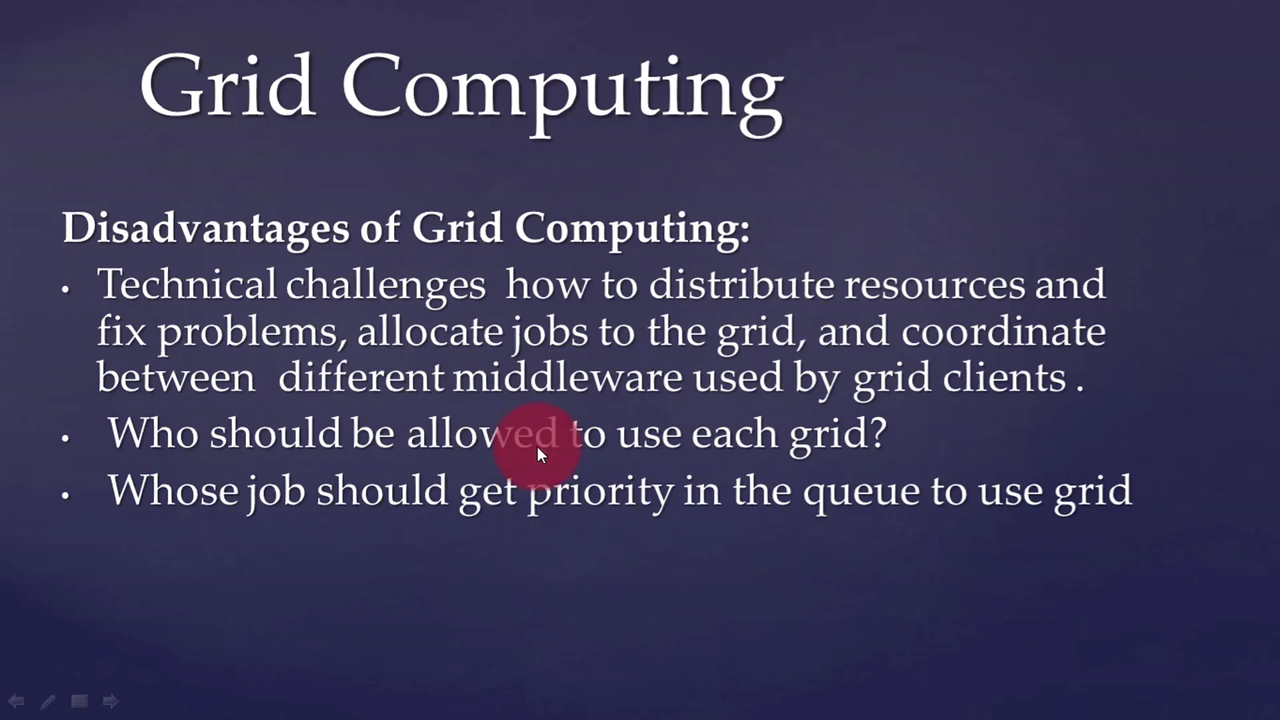 Grid Computing
Disadvantages of Grid Computing:
• Technical challenges how to distribute resources and
fix problems, allocate jobs to the grid, and coordinate
between different middleware used by grid clients .
• Who should be allowed to use each grid?
• Whose job should get priority in the queue to use grid